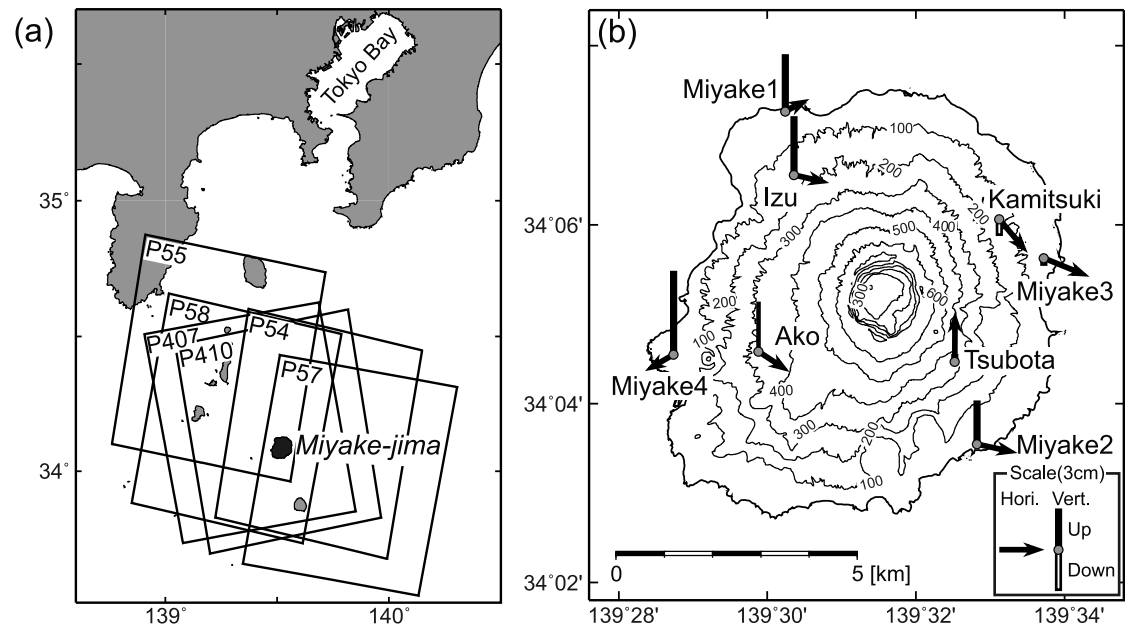 (a)
Tokyo Bay
35°
34°
139°
140°
P55
P58
P407
P410
P54
P57
Miyake-jima
(b)
Miyake1
Izu
Kamitsuki
Miyake3
Ako
Miyake4
Tsubota
Miyake2
100
200
200
300
500
400
600
300
200
100
400
300
200
100
34°06'
34°04'
34°02'
139°28'
139°30'
139°32'
139°34'
0
5 [km]
Scale(3cm)
Hori. Vert.
Up
Down